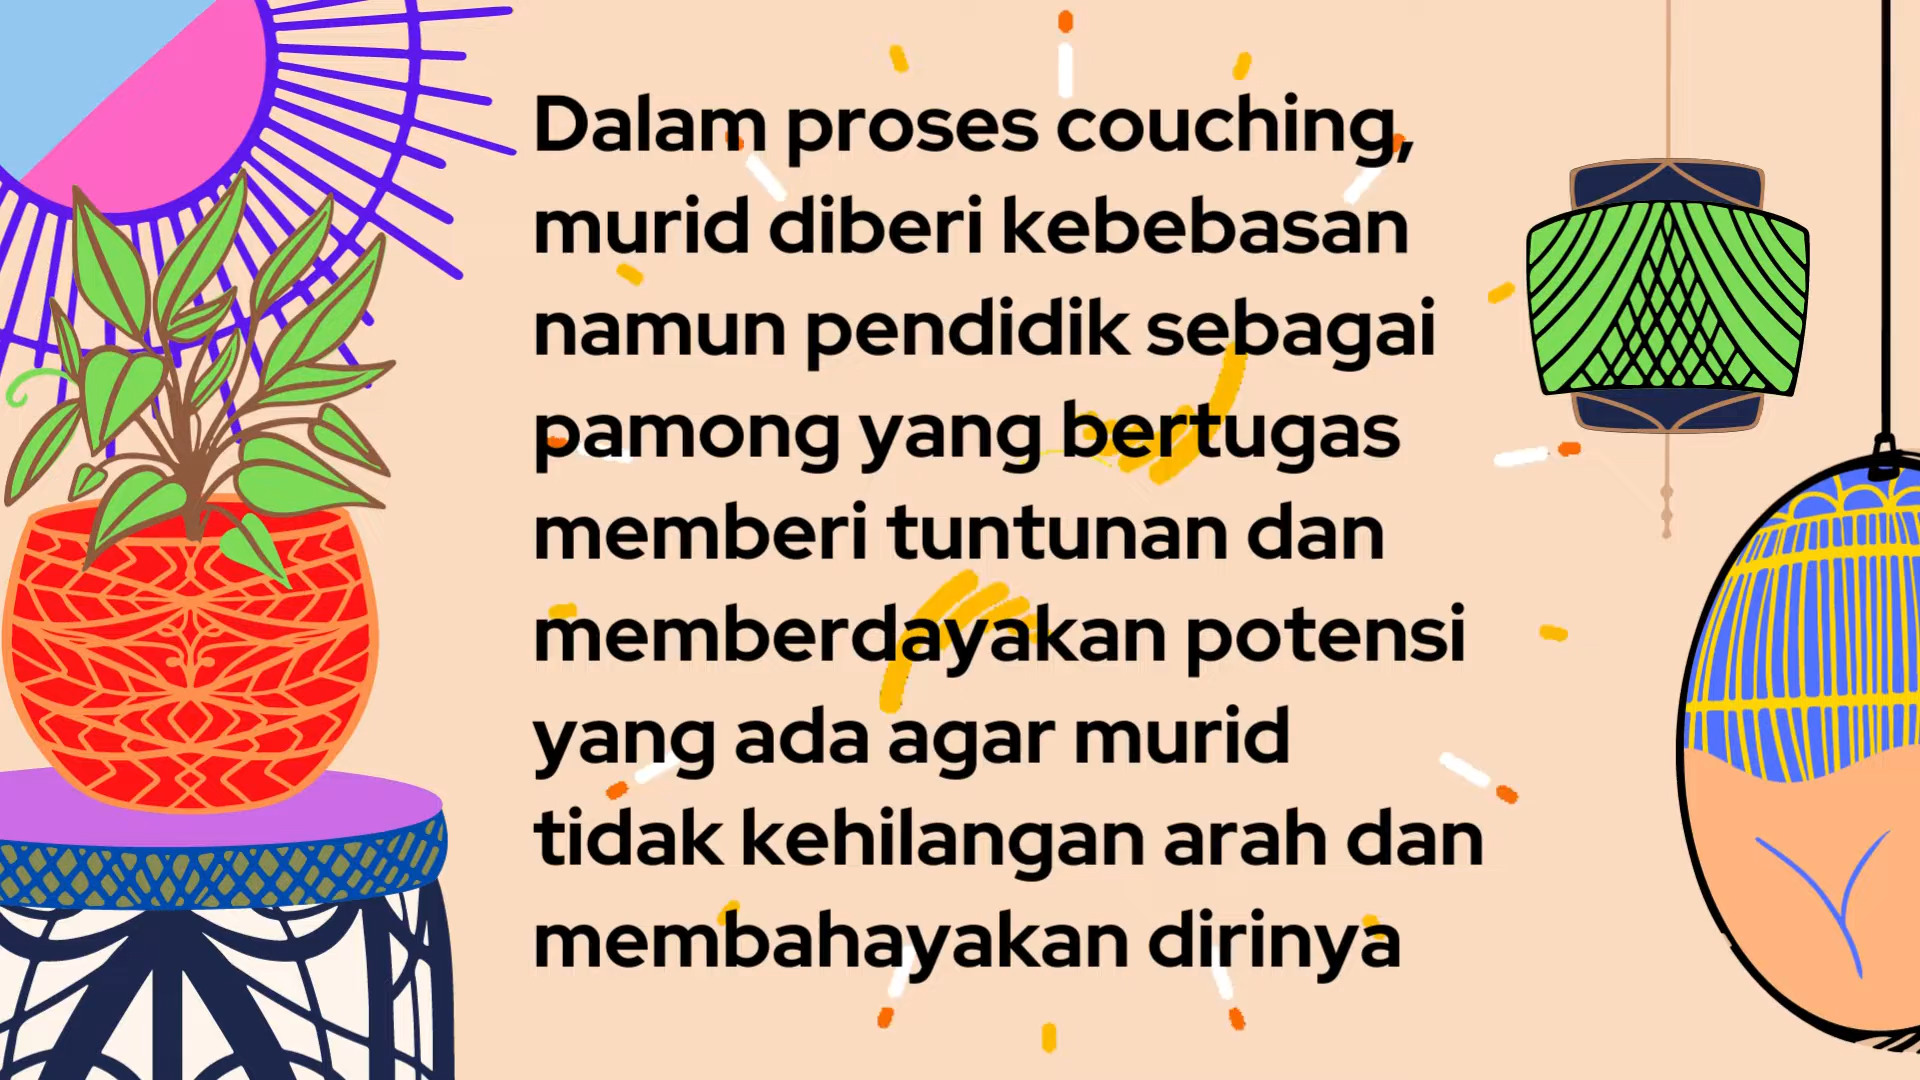 Dalam proses couching,
murid diberi kebebasan
namun pendidik sebagai
pamong yang bertugas
memberi tuntunan dan
memberdayakan potensi
yang ada agar murid
tidak kehilangan arah dan
membahayakan dirinya